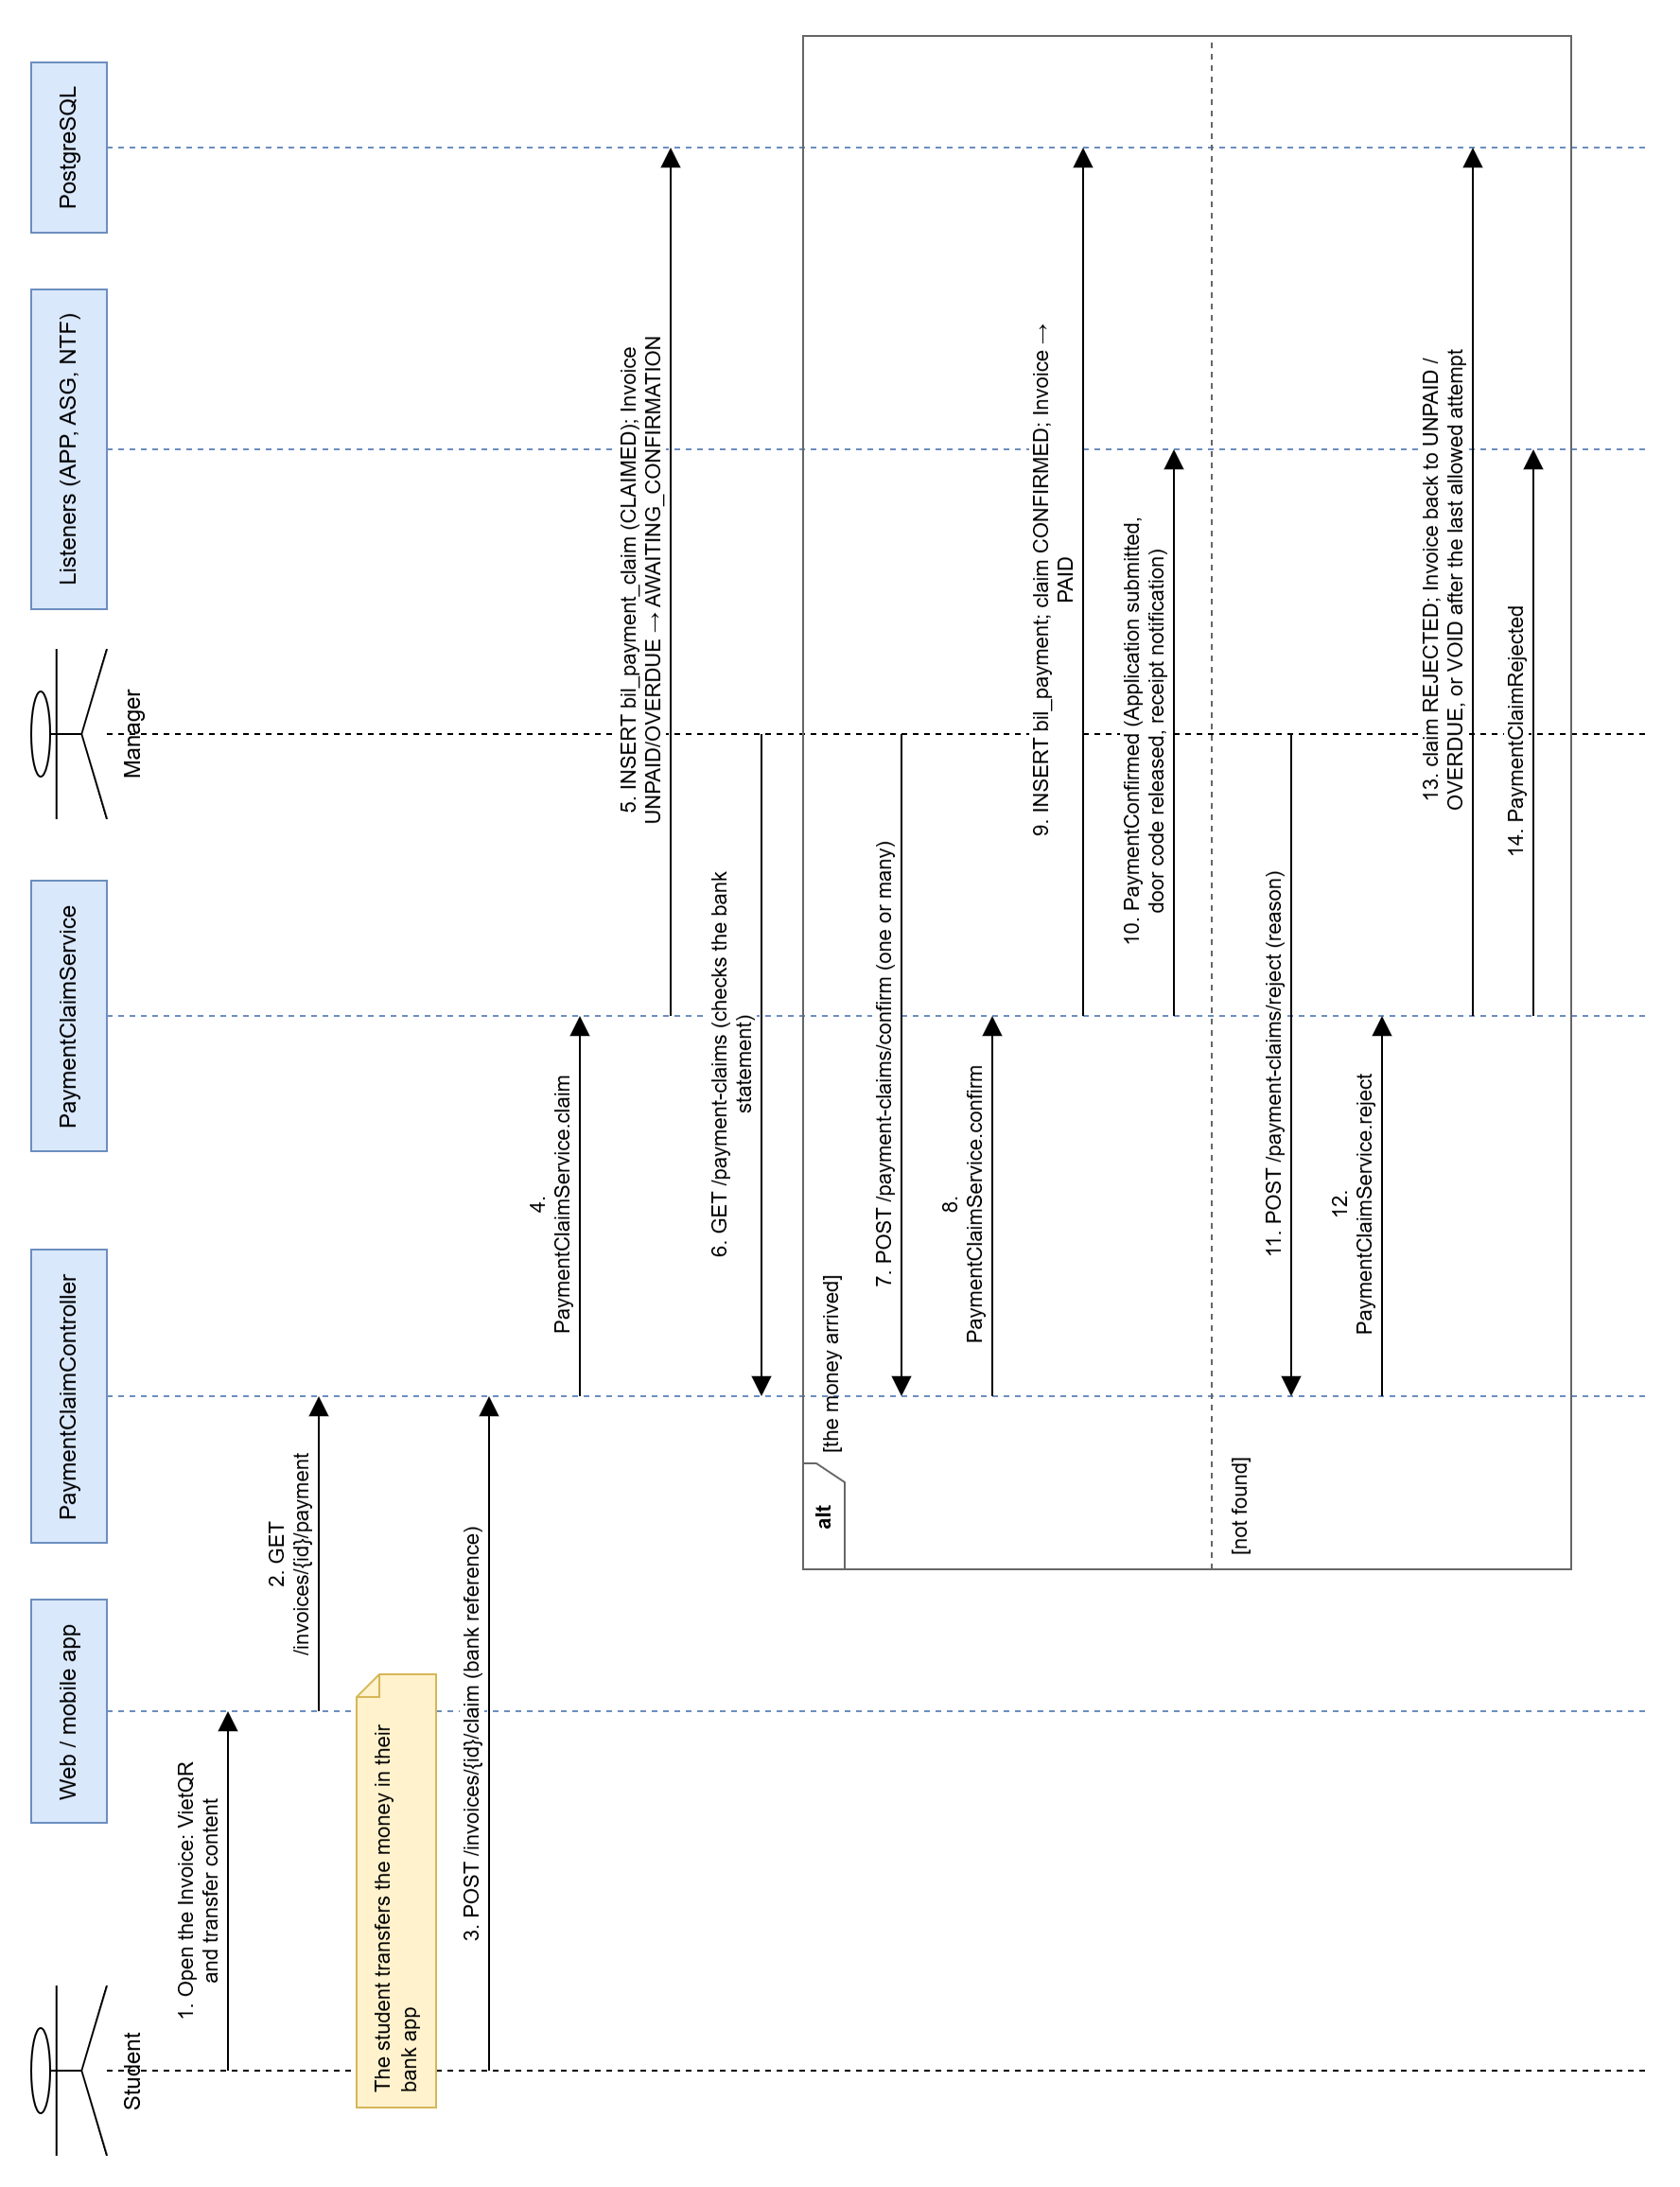 Student
Web / mobile app
PaymentClaimController
PaymentClaimService
Manager
Listeners (APP, ASG, NTF)
PostgreSQL
1. Open the Invoice: VietQR
and transfer content
2. GET
/invoices/{id}/payment
The student transfers the money in their
bank app
3. POST /invoices/{id}/claim (bank reference)
4.
PaymentClaimService.claim
5. INSERT bil_payment_claim (CLAIMED); Invoice
UNPAID/OVERDUE → AWAITING_CONFIRMATION
6. GET /payment-claims (checks the bank
statement)
alt
[the money arrived]
7. POST /payment-claims/confirm (one or many)
8.
PaymentClaimService.confirm
9. INSERT bil_payment; claim CONFIRMED; Invoice →
PAID
10. PaymentConfirmed (Application submitted,
door code released, receipt notification)
[not found]
11. POST /payment-claims/reject (reason)
12.
PaymentClaimService.reject
13. claim REJECTED; Invoice back to UNPAID /
OVERDUE, or VOID after the last allowed attempt
14. PaymentClaimRejected